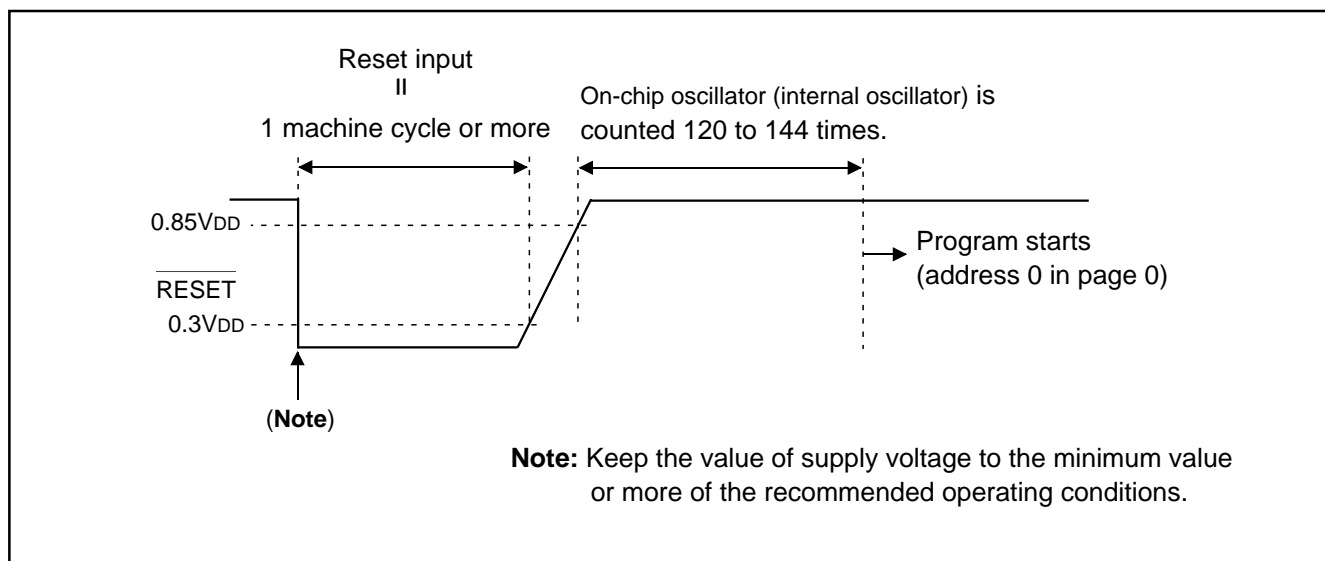 Reset input
=
1 machine cycle or more
On-chip oscillator (internal oscillator) is
counted 120 to 144 times.
0.85VDD
Program starts
(address 0 in page 0)
RESET
0.3VDD
(Note)
Note: Keep the value of supply voltage to the minimum value
or more of the recommended operating conditions.